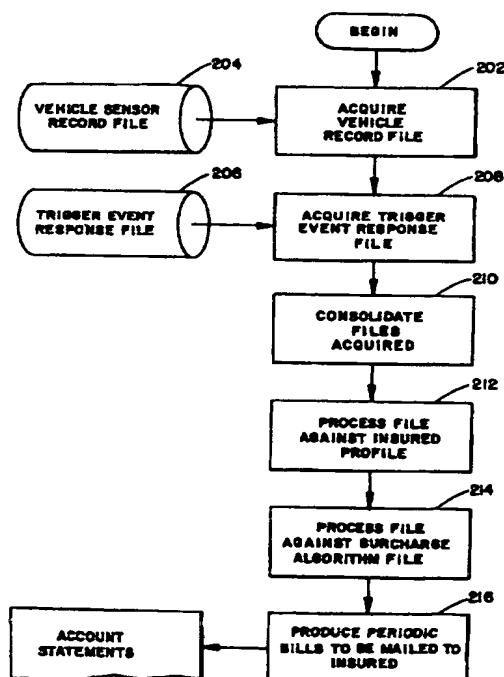 BEGIN
204
202
VEHICLE SENSOR
RECORD FILE
ACQUIRE
VEHICLE
RECORD FILE
206
208
TRIGGER EVENT
RESPONSE FILE
ACQUIRE TRIGGER
EVENT RESPONSE
FILE
210
CONSOLIDATE
FILES
ACQUIRED
212
PROCESS FILE
AGAINST INSURED
PROFILE
214
PROCESS FILE
AGAINST SURCHARGE
ALGORITHM FILE
216
ACCOUNT
STATEMENTS
PRODUCE PERIODIC
BILLS TO BE MAILED TO
INSURED